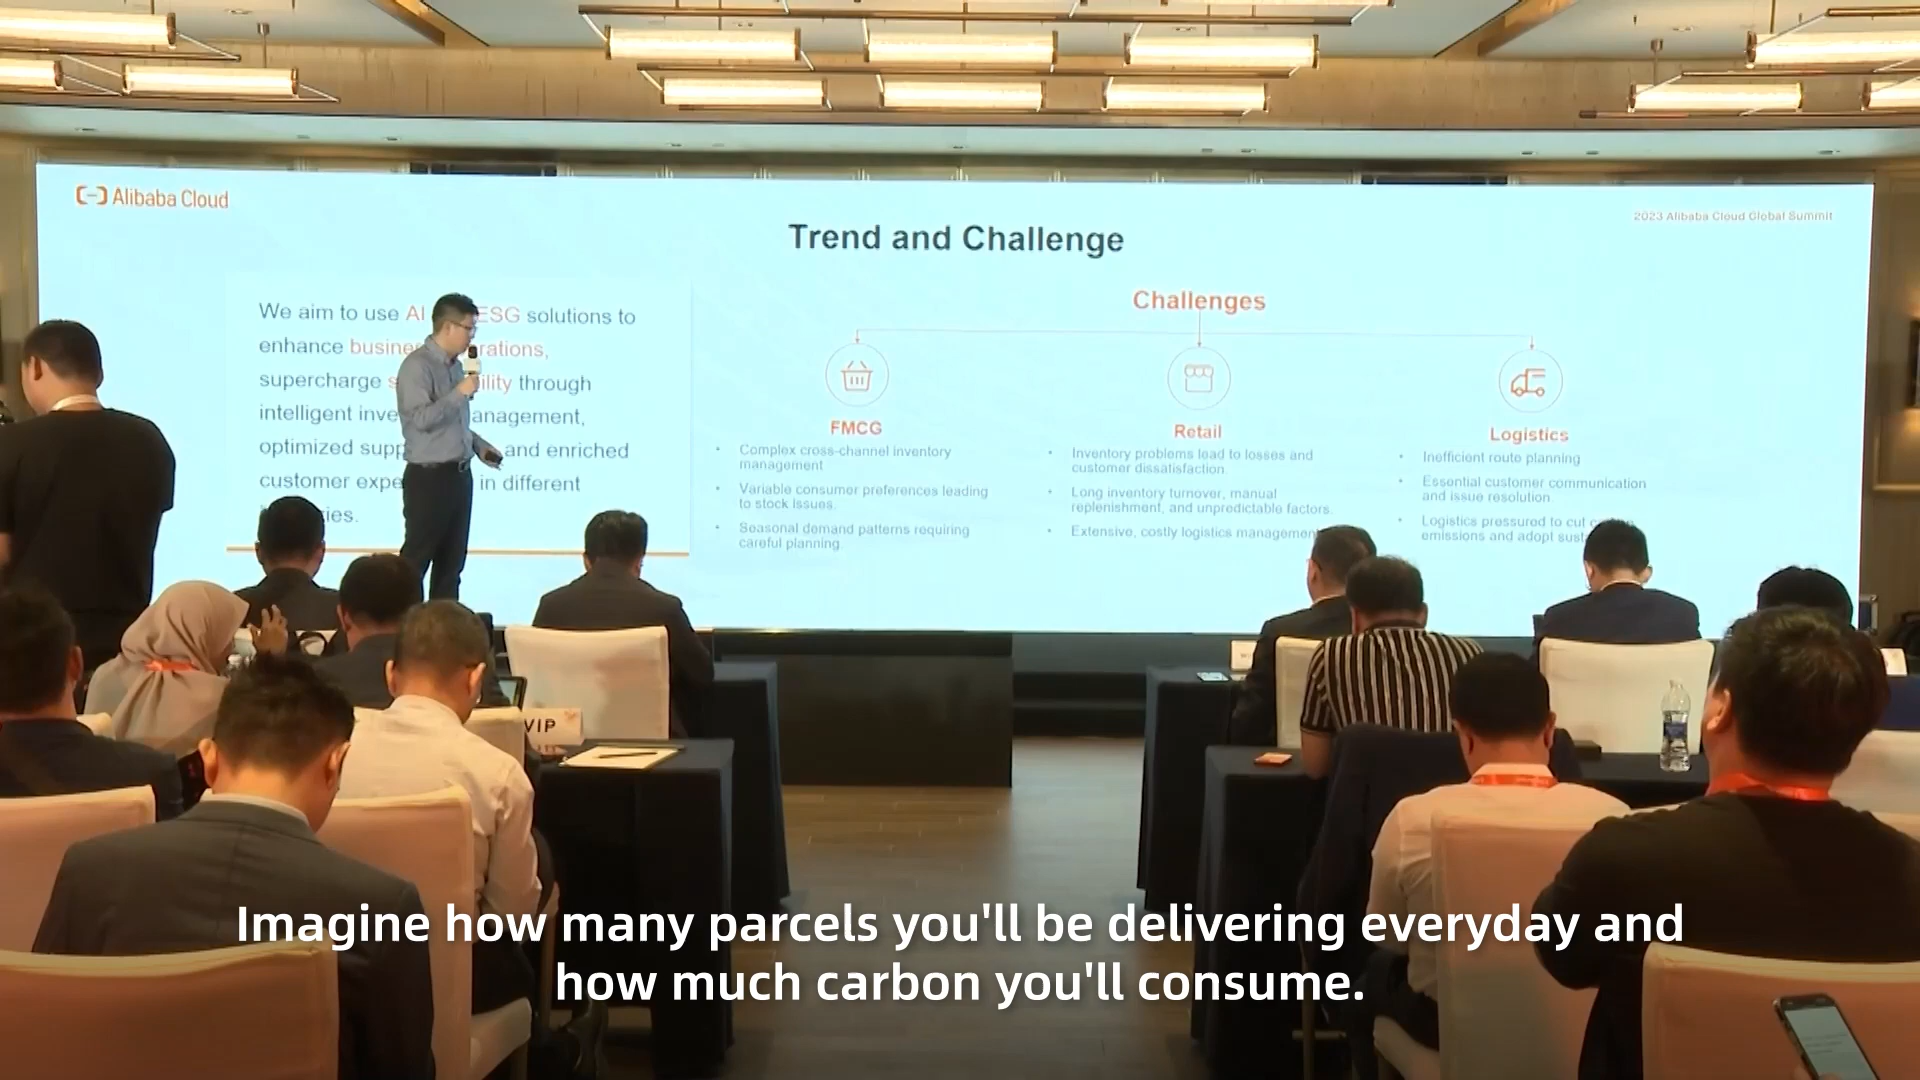 Alibaba Cloud
2023 Alibaba Cloud Global Summit
Trend and Challenge
We aim to use AI ESG solutions to
enhance
supercharge through
intelligent
optimized and enriched
customer in different
Challenges
FMCG
• Complex cross-channel inventory
management
• Variable consumer preferences leading
to stock issues.
• Seasonal demand patterns requiring
careful planning.
Retail
• Inventory problems lead to losses and
customer dissatisfaction
• Long inventory turnover, manual
replenishment, and unpredictable factors.
• Extensive, costly logistics management
Logistics
• Inefficient route planning
• Essential customer communication
and issue resolution.
• Logistics pressured to cut
emissions and adopt
VIP
Imagine how many parcels you'll be delivering everyday and
how much carbon you'll consume.